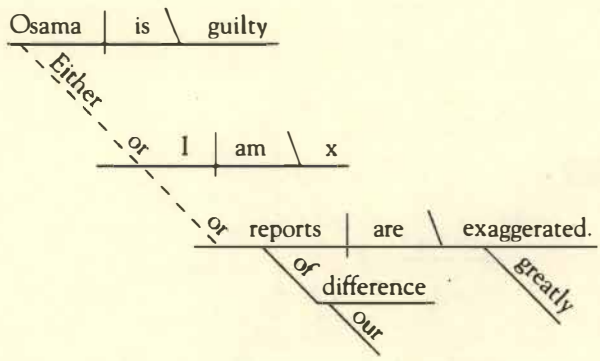 Osama is guilty
Either
or I am x
or reports are exaggerated.
of difference greatly
our